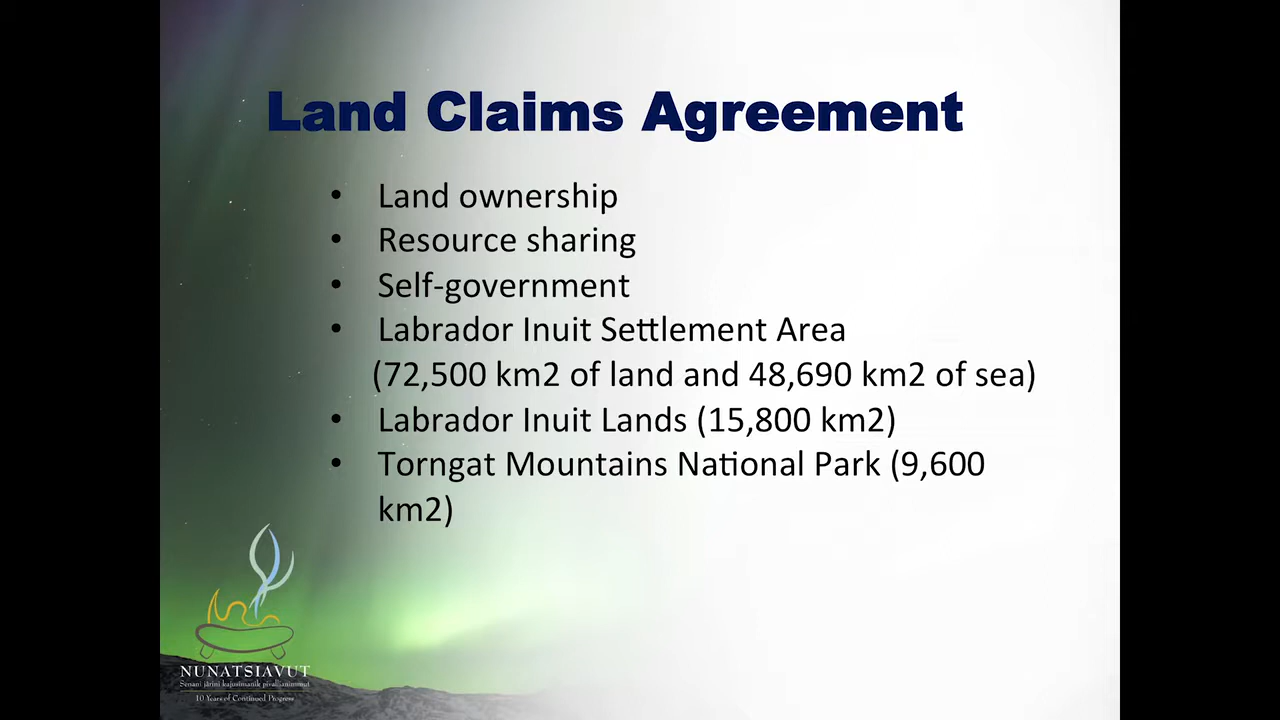 Land Claims Agreement
• Land ownership
• Resource sharing
• Self-government
• Labrador Inuit Settlement Area
(72,500 km2 of land and 48,690 km2 of sea)
• Labrador Inuit Lands (15,800 km2)
• Torngat Mountains National Park (9,600
km2)
NUNATSIAVUT
10 Years of Continued Progress